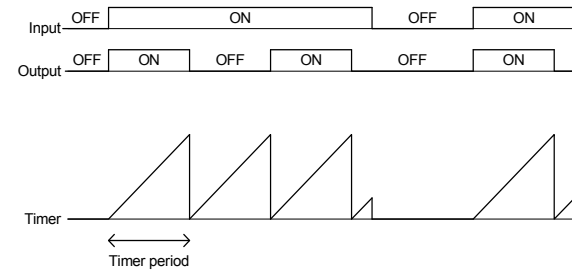 OFF ON OFF ON
Input
OFF ON OFF ON OFF ON
Output
Timer
Timer period